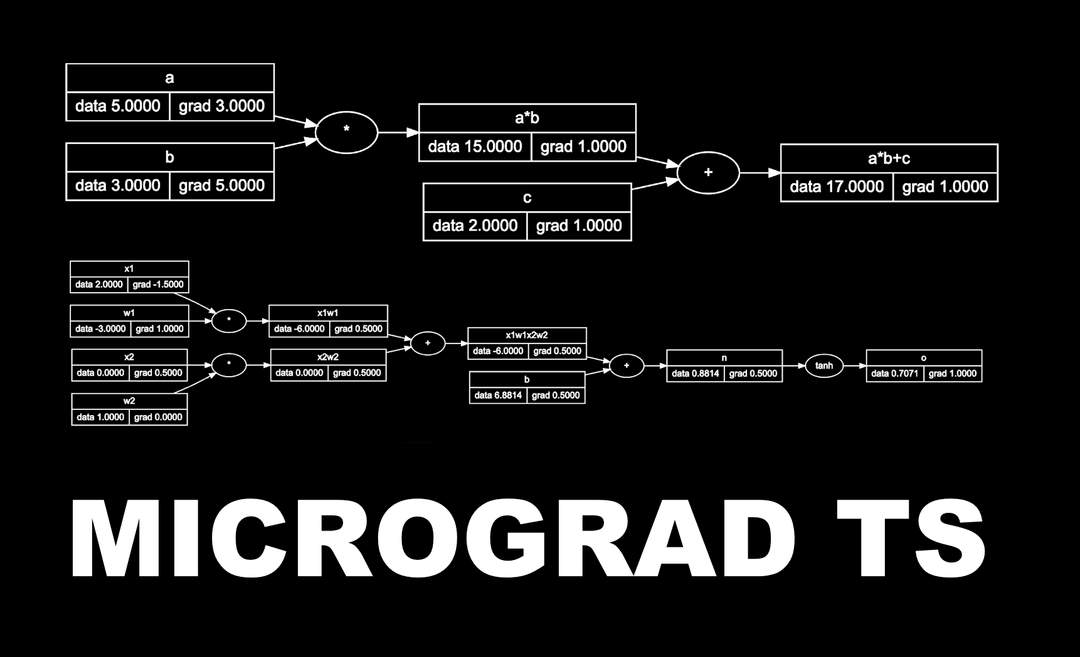 a
data 5.0000 grad 3.0000
b
data 3.0000 grad 5.0000
*
a*b
data 15.0000 grad 1.0000
c
data 2.0000 grad 1.0000
+
a*b+c
data 17.0000 grad 1.0000
x1
data 2.0000 grad -1.5000
w1
data -3.0000 grad 1.0000
x2
data 0.0000 grad 0.5000
w2
data 1.0000 grad 0.0000
*
*
x1w1
data -6.0000 grad 0.5000
x2w2
data 0.0000 grad 0.5000
+
x1w1x2w2
data -6.0000 grad 0.5000
b
data 6.8814 grad 0.5000
+
n
data 0.8814 grad 0.5000
tanh
o
data 0.7071 grad 1.0000
MICROGRAD TS